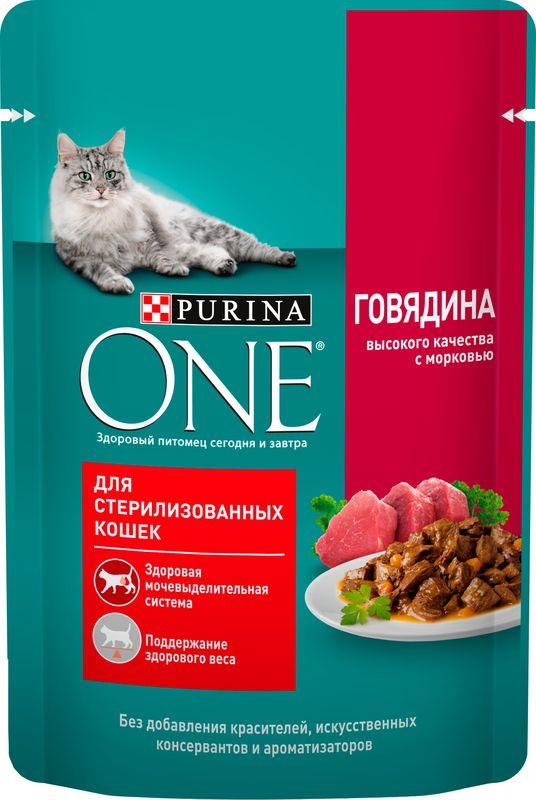 PURINA
ONE®
Здоровый питомец сегодня и завтра
ГОВЯДИНА
высокого качества
с морковью
ДЛЯ
СТЕРИЛИЗОВАННЫХ
КОШЕК
Здоровая
мочевыделительная
система
Поддержание
здорового веса
Без добавления красителей, искусственных
консервантов и ароматизаторов